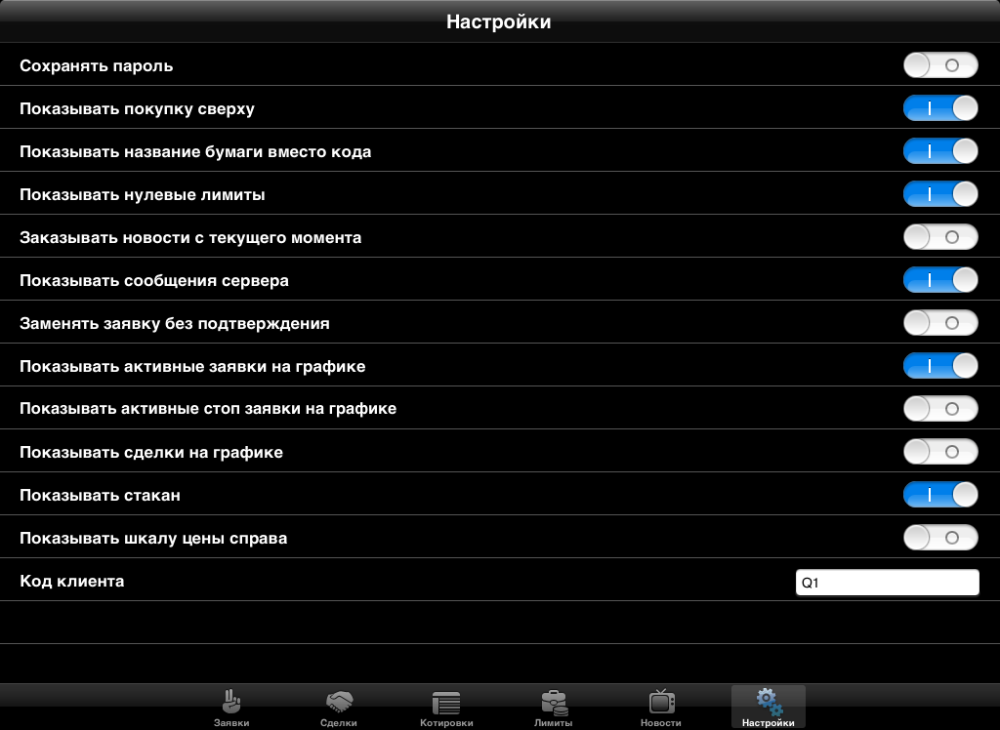 Настройки
Сохранять пароль
Показывать покупку сверху
Показывать название бумаги вместо кода
Показывать нулевые лимиты
Заказывать новости с текущего момента
Показывать сообщения сервера
Заменять заявку без подтверждения
Показывать активные заявки на графике
Показывать активные стоп заявки на графике
Показывать сделки на графике
Показывать стакан
Показывать шкалу цены справа
Код клиента Q1
Заявки Сделки Котировки Лимиты Новости Настройки